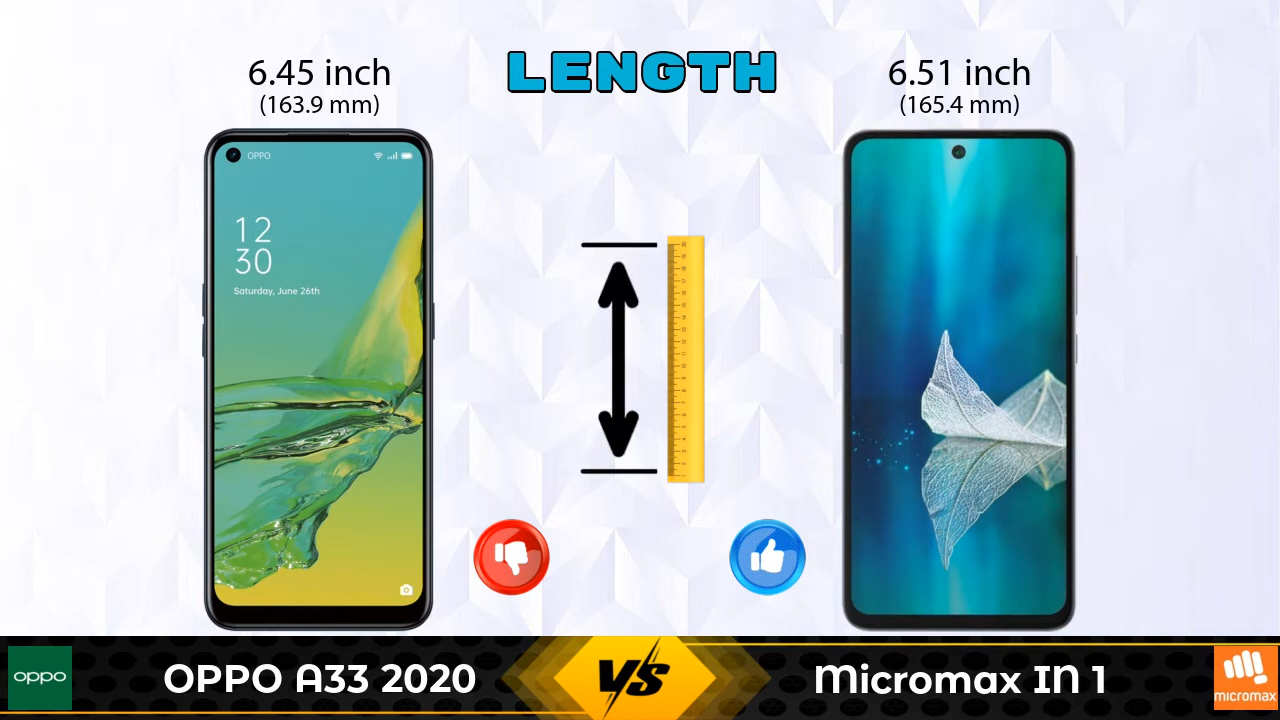 LENGTH
6.45 inch
(163.9 mm)
6.51 inch
(165.4 mm)
OPPO
12
30
Saturday, June 26th
oppo
OPPO A33 2020
VS
Micromax IN 1
micromax